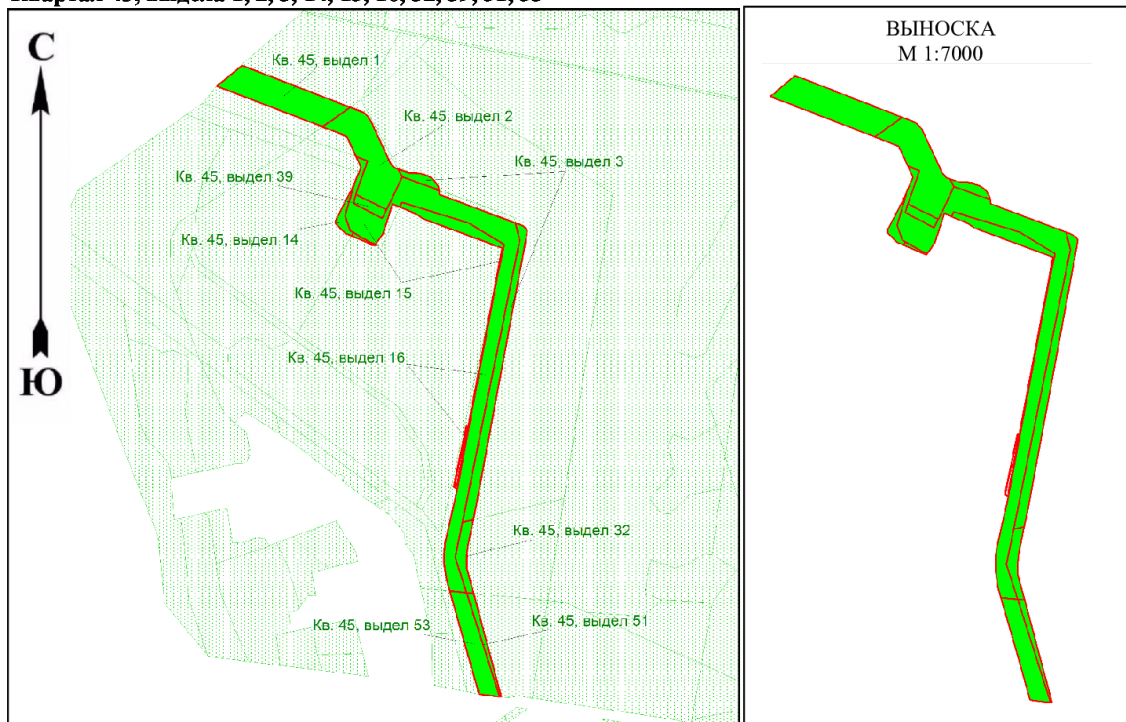 С
Ю
Кв. 45, выдел 1
Кв. 45, выдел 2
Кв. 45, выдел 3
Кв. 45, выдел 39
Кв. 45, выдел 14
Кв. 45, выдел 15
Кв. 45, выдел 16
Кв. 45, выдел 32
Кв. 45, выдел 53
Кв. 45, выдел 51
ВЫНОСКА
М 1:7000